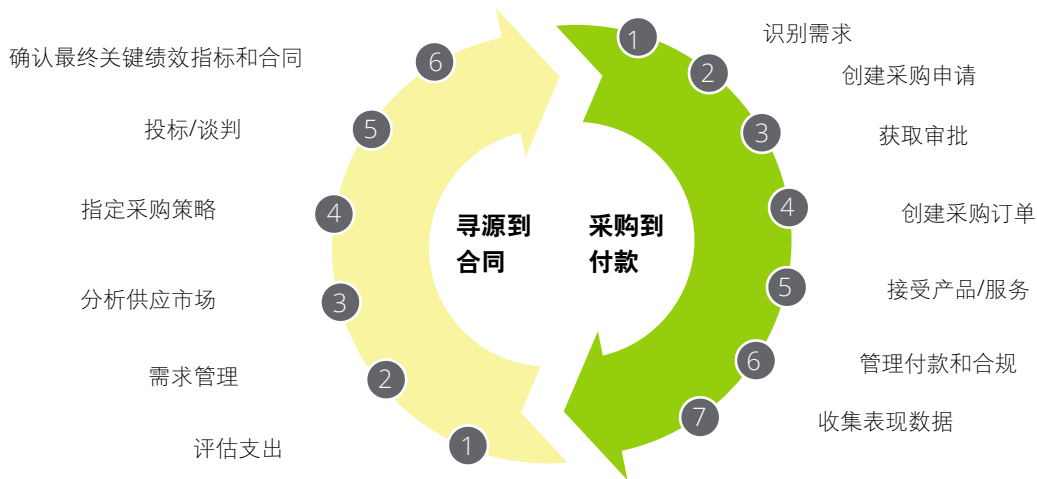 确认最终关键绩效指标和合同
6
投标/谈判
5
指定采购策略
4
分析供应市场
3
需求管理
2
评估支出
1
寻源到
合同
采购到
付款
1
识别需求
2
创建采购申请
3
获取审批
4
创建采购订单
5
接受产品/服务
6
管理付款和合规
7
收集表现数据